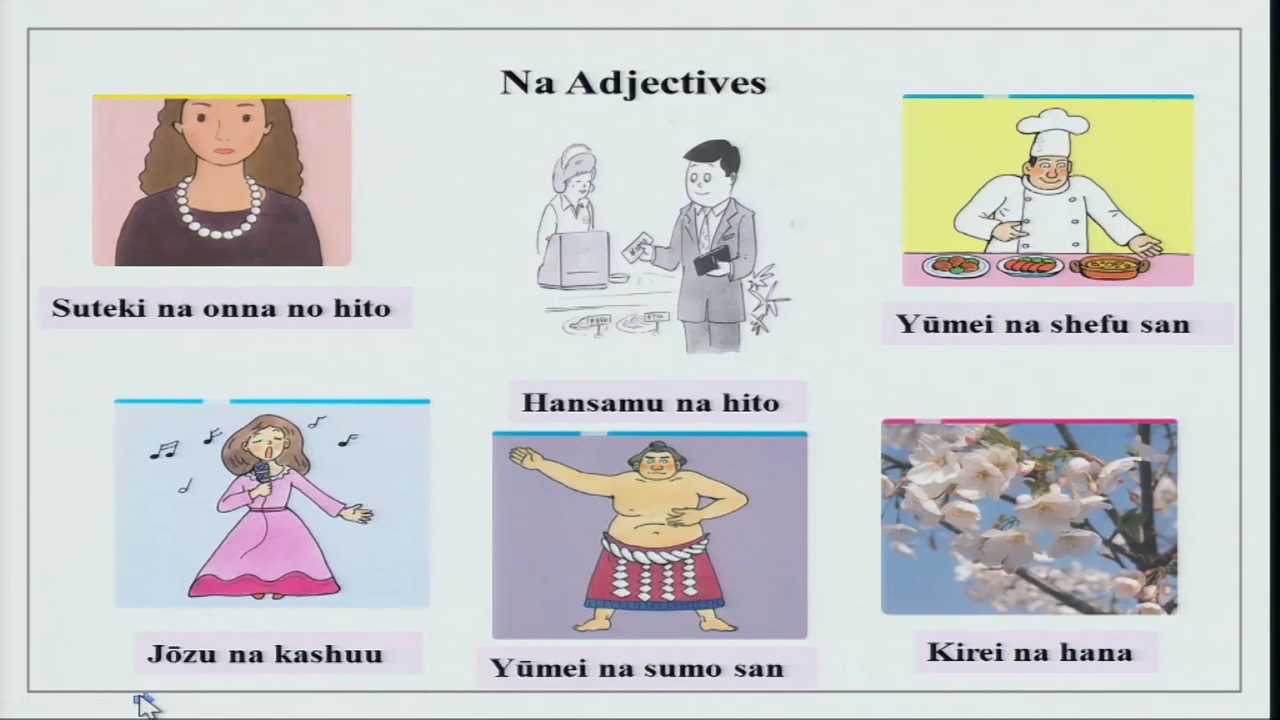 Na Adjectives
Suteki na onna no hito
Hansamu na hito
Yūmei na shefu san
Jōzu na kashuu
Yūmei na sumo san
Kirei na hana